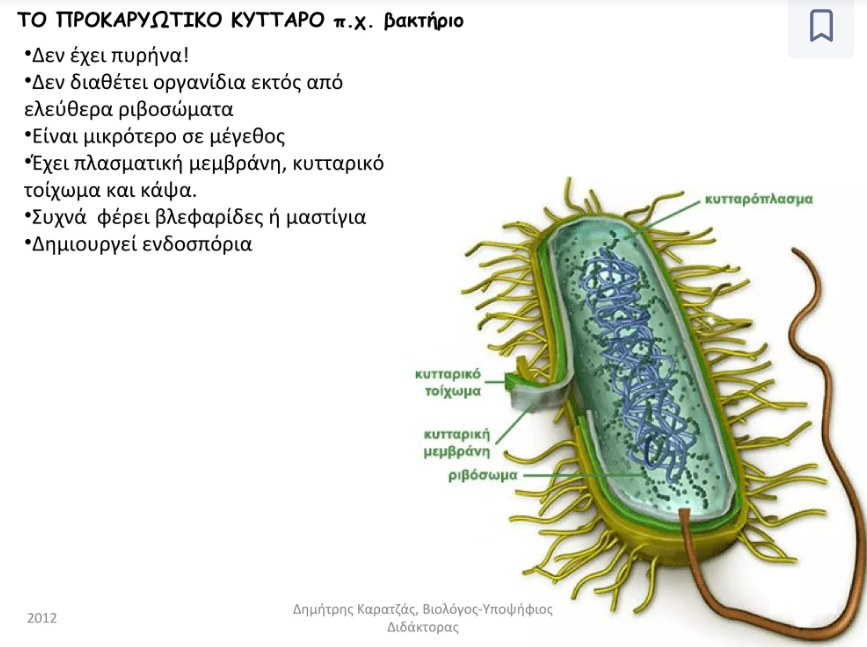 ΤΟ ΠΡΟΚΑΡΥΩΤΙΚΟ ΚΥΤΤΑΡΟ π.χ. βακτήριο
•Δεν έχει πυρήνα!
•Δεν διαθέτει οργανίδια εκτός από
ελεύθερα ριβοσώματα
•Είναι μικρότερο σε μέγεθος
•Έχει πλασματική μεμβράνη, κυτταρικό
τοίχωμα και κάψα.
•Συχνά φέρει βλεφαρίδες ή μαστίγια
•Δημιουργεί ενδοσπόρια
κυτταρόπλασμα
κυτταρικό
τοίχωμα
κυτταρική
μεμβράνη
ριβόσωμα
2012
Δημήτρης Καρατζάς, Βιολόγος-Υποψήφιος
Διδάκτορας